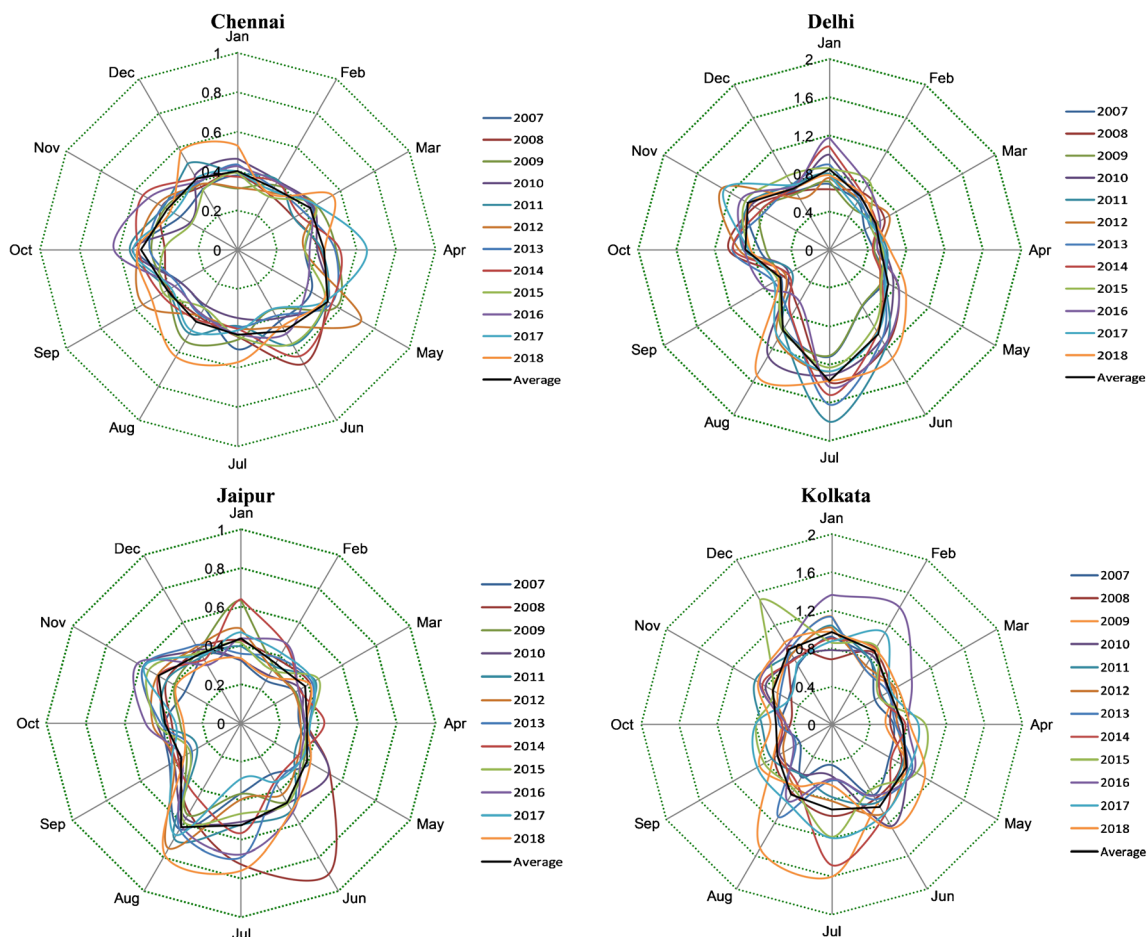 Chennai
Jan
Feb
Mar
Apr
May
Jun
Jul
Aug
Sep
Oct
Nov
Dec
1
0.8
0.6
0.4
0.2
0
2007
2008
2009
2010
2011
2012
2013
2014
2015
2016
2017
2018
Average
Delhi
Jan
Feb
Mar
Apr
May
Jun
Jul
Aug
Sep
Oct
Nov
Dec
2
1.6
1.2
0.8
0.4
0
2007
2008
2009
2010
2011
2012
2013
2014
2015
2016
2017
2018
Average
Jaipur
Jan
Feb
Mar
Apr
May
Jun
Jul
Aug
Sep
Oct
Nov
Dec
1
0.8
0.6
0.4
0.2
0
2007
2008
2009
2010
2011
2012
2013
2014
2015
2016
2017
2018
Average
Kolkata
Jan
Feb
Mar
Apr
May
Jun
Jul
Aug
Sep
Oct
Nov
Dec
2
1.6
1.2
0.8
0.4
0
2007
2008
2009
2010
2011
2012
2013
2014
2015
2016
2017
2018
Average